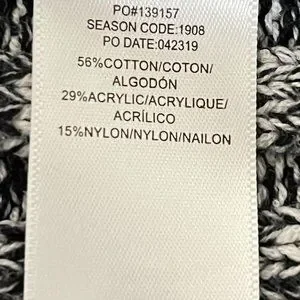 PO#139157
SEASON CODE:1908
PO DATE:042319
56%COTTON/COTON/
ALGODÓN
29%ACRYLIC/ACRYLIQUE/
ACRÍLICO
15%NYLON/NYLON/NAILON